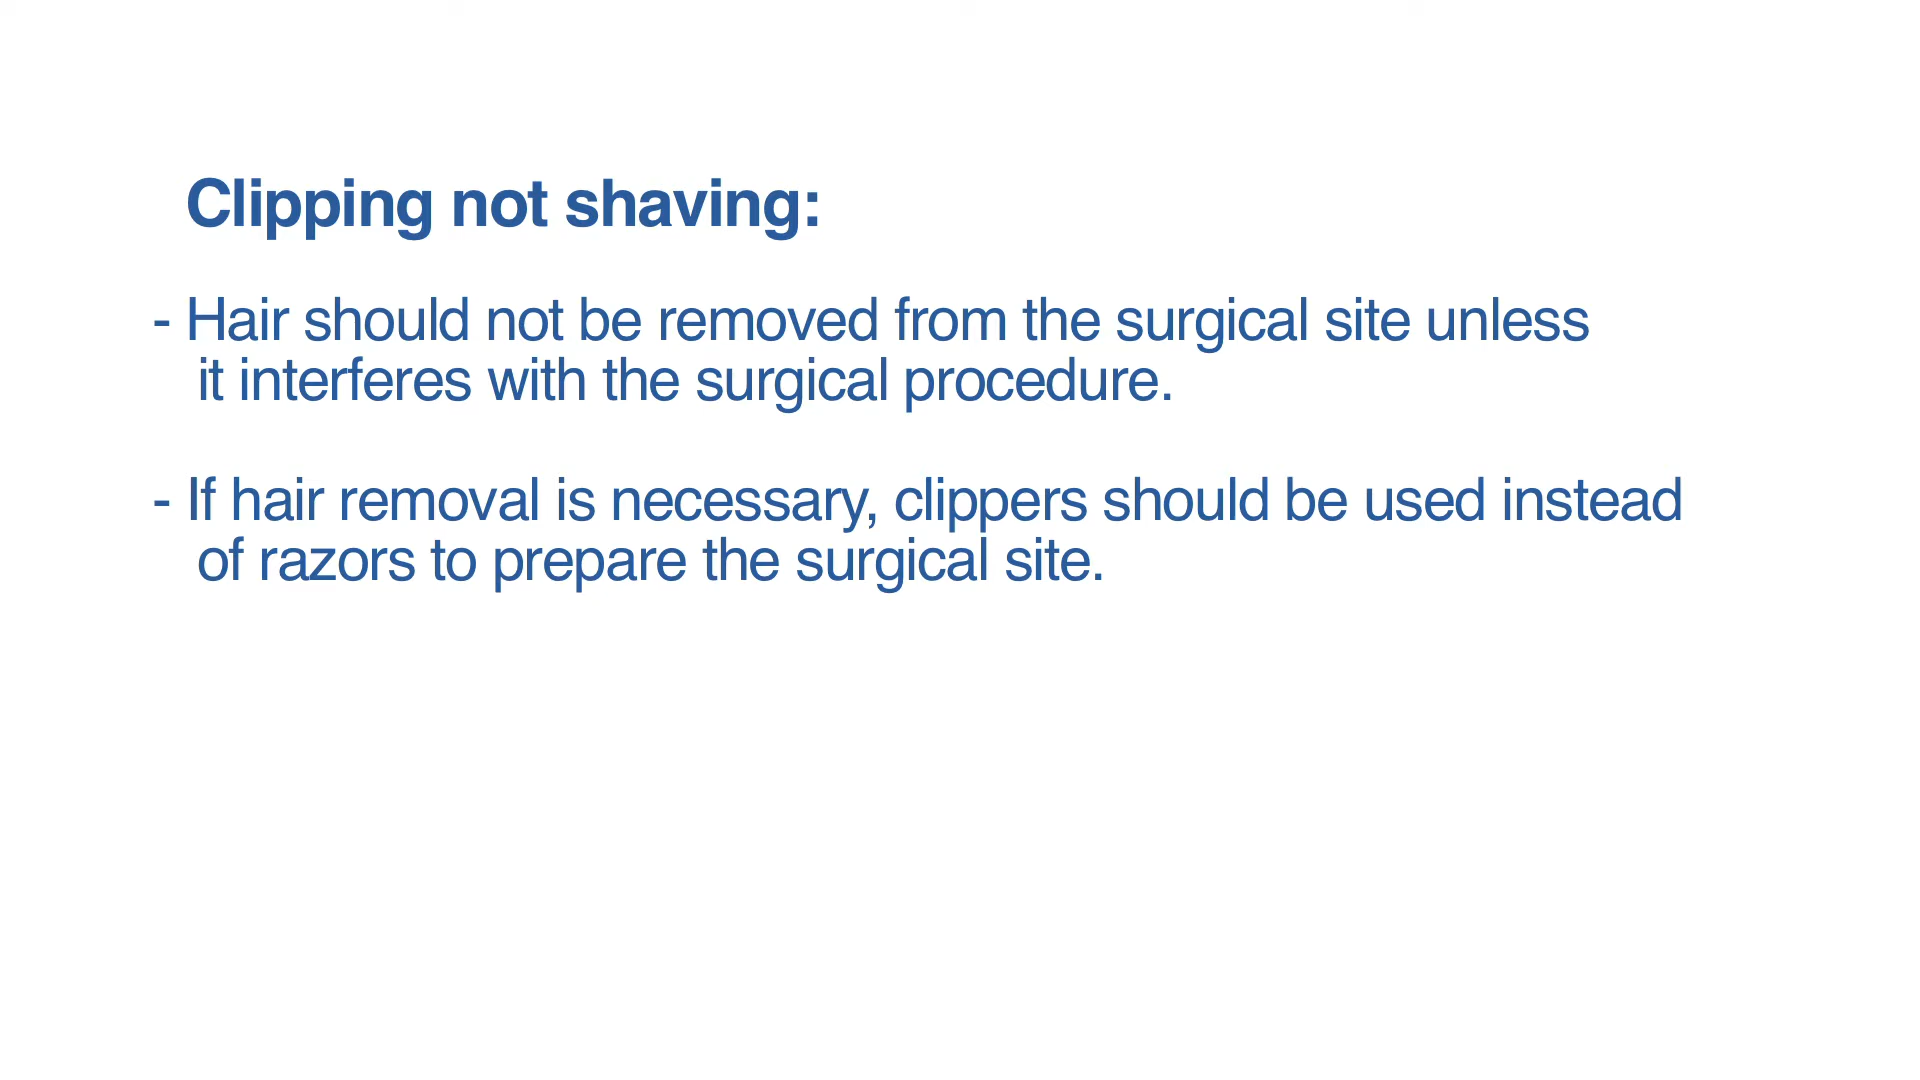 Clipping not shaving:
- Hair should not be removed from the surgical site unless
it interferes with the surgical procedure.
- If hair removal is necessary, clippers should be used instead
of razors to prepare the surgical site.